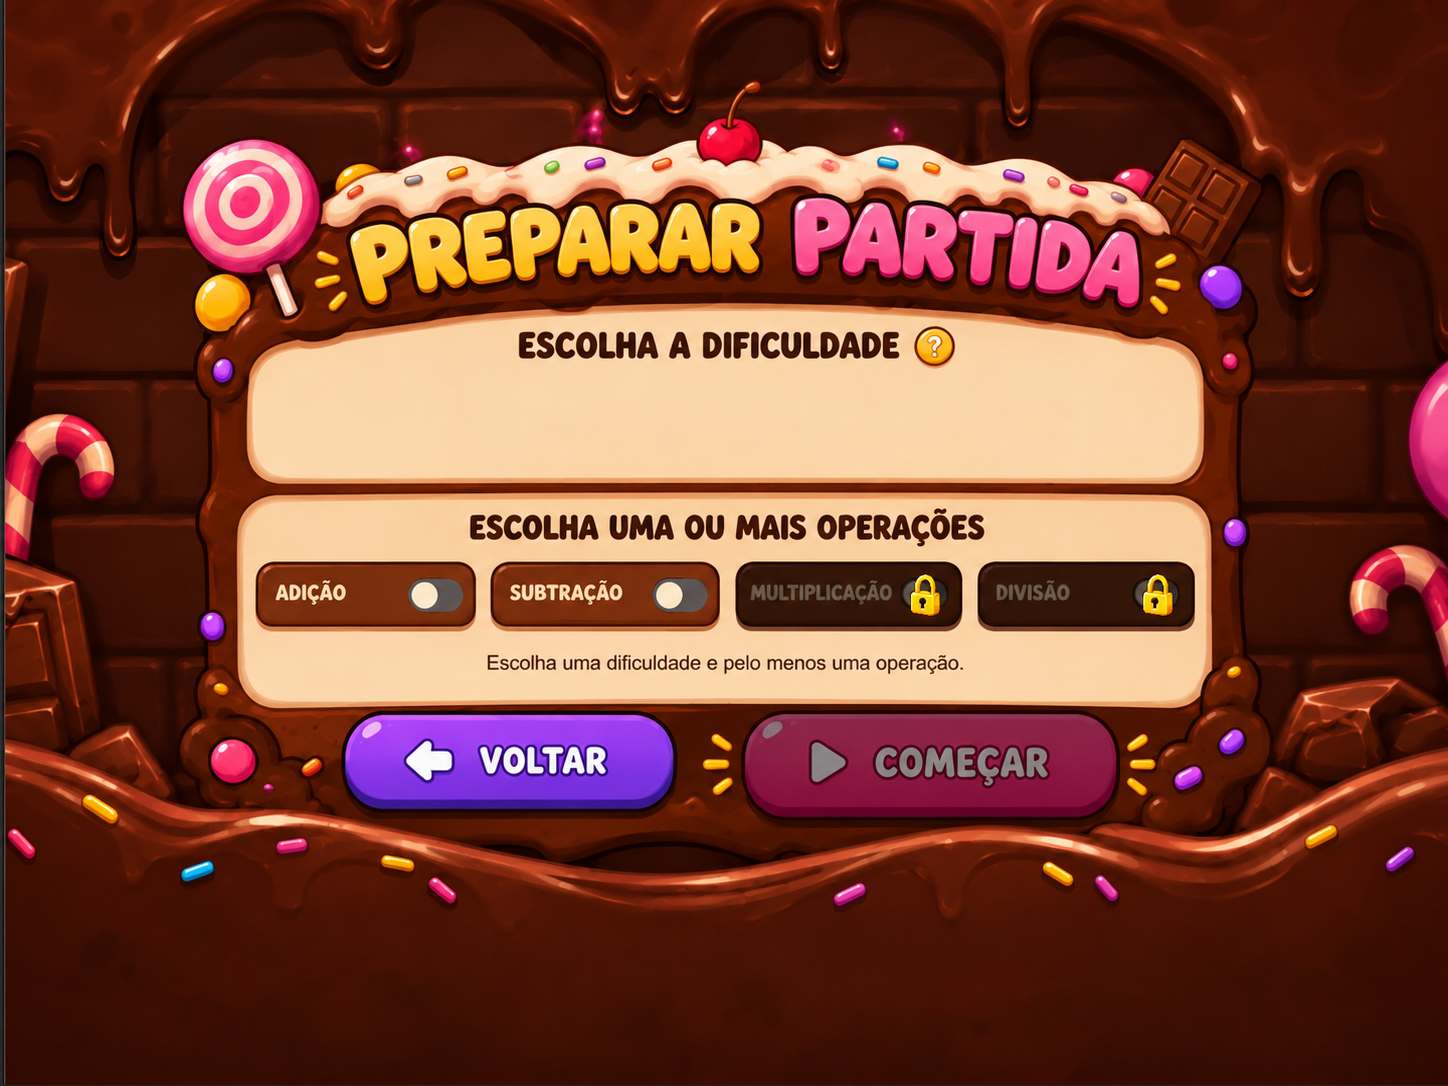 PREPARAR PARTIDA
ESCOLHA A DIFICULDADE ?
ESCOLHA UMA OU MAIS OPERAÇÕES
ADIÇÃO SUBTRAÇÃO MULTIPLICAÇÃO DIVISÃO
Escolha uma dificuldade e pelo menos uma operação.
VOLTAR COMEÇAR